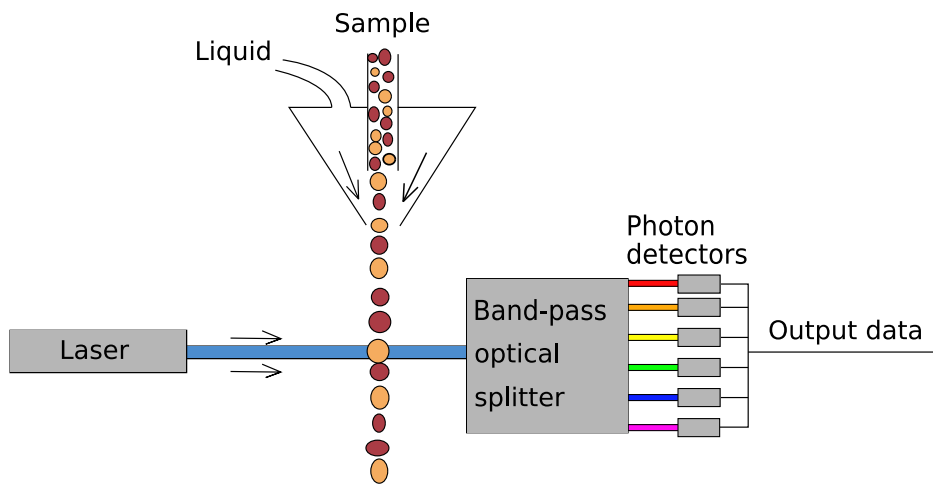 Sample
Liquid
Photon
detectors
Band-pass
optical
splitter
Laser
Output data